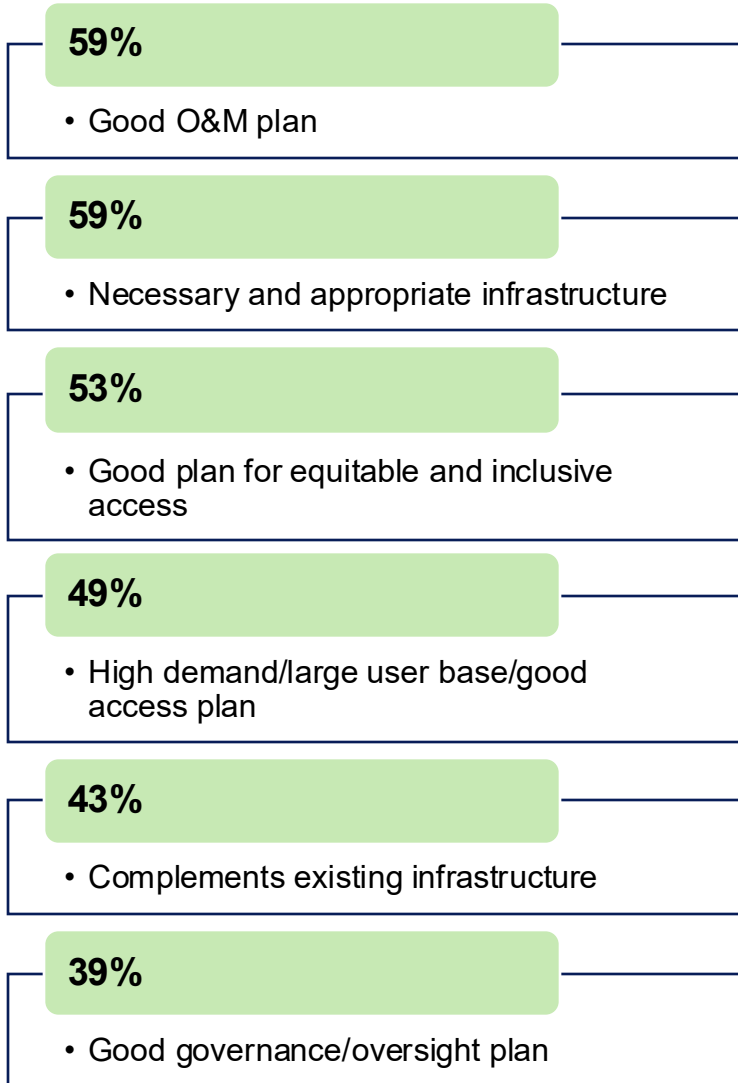 59%
• Good O&M plan
59%
• Necessary and appropriate infrastructure
53%
• Good plan for equitable and inclusive
access
49%
• High demand/large user base/good
access plan
43%
• Complements existing infrastructure
39%
• Good governance/oversight plan